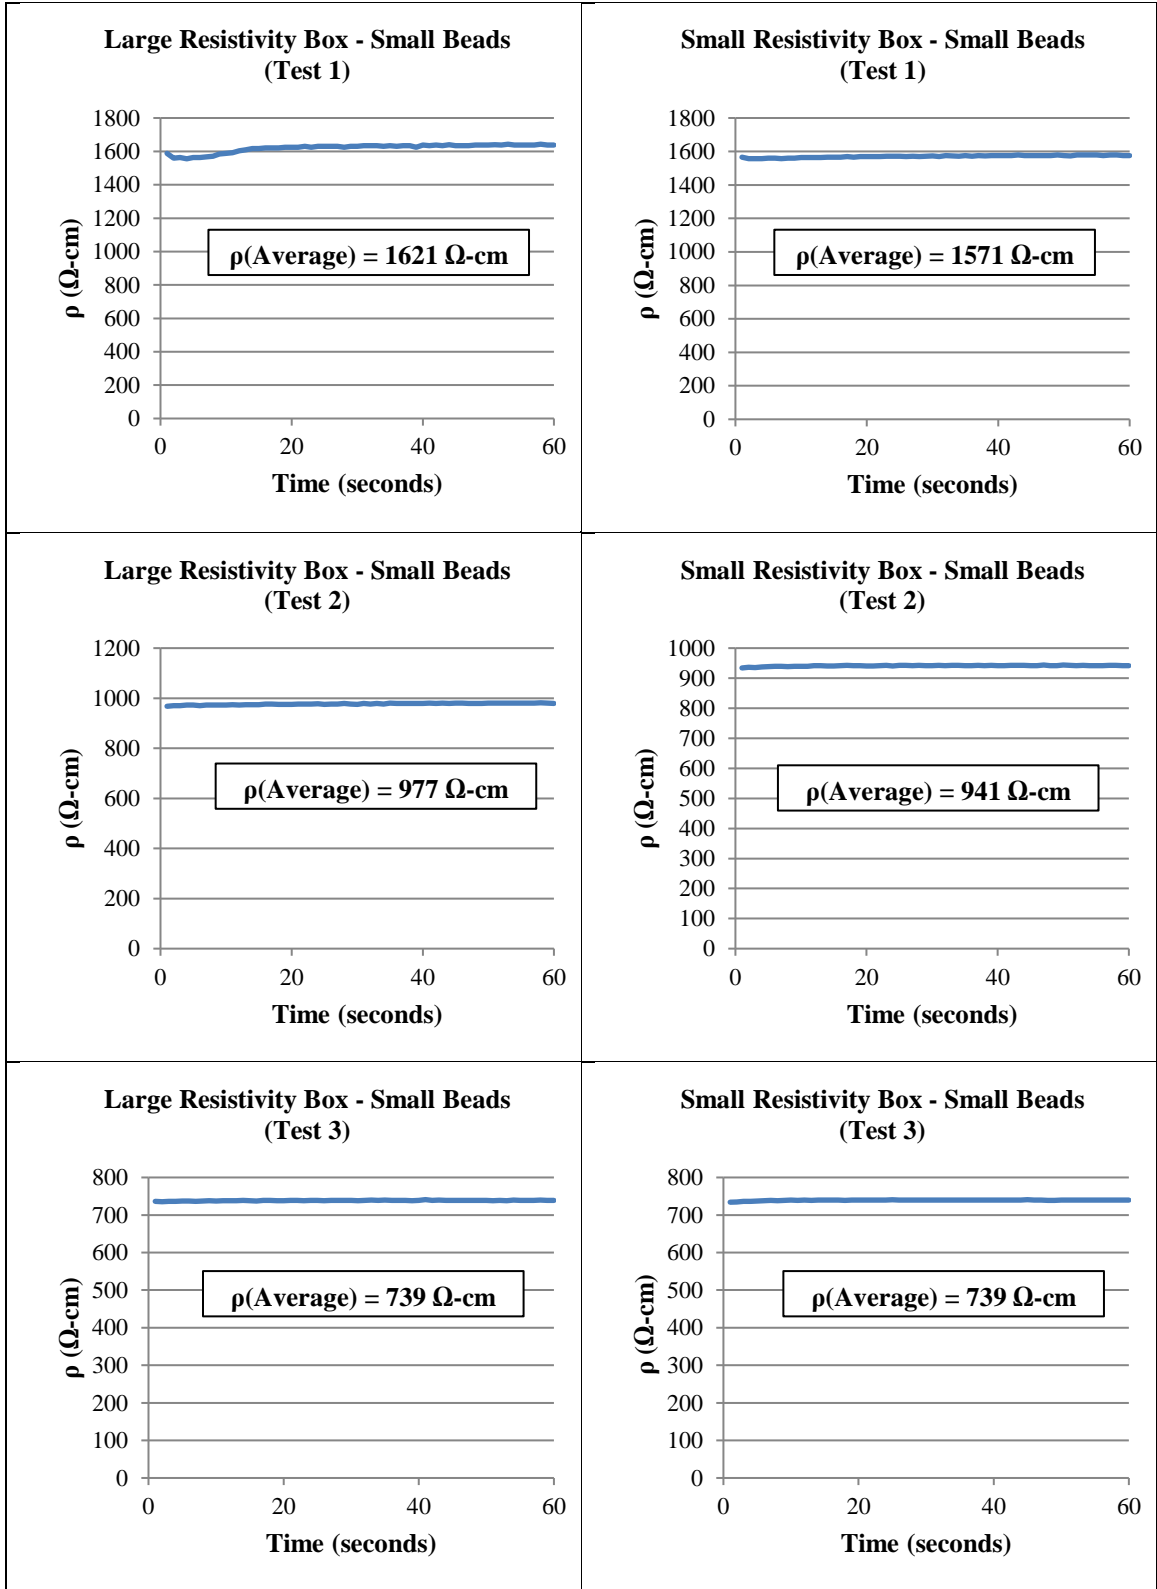 Large Resistivity Box - Small Beads
(Test 1)
1800
1600
1400
1200
1000
800
600
400
200
0
ρ (Ω-cm)
ρ(Average) = 1621 Ω-cm
0 20 40 60
Time (seconds)
Small Resistivity Box - Small Beads
(Test 1)
1800
1600
1400
1200
1000
800
600
400
200
0
ρ (Ω-cm)
ρ(Average) = 1571 Ω-cm
0 20 40 60
Time (seconds)
Large Resistivity Box - Small Beads
(Test 2)
1200
1000
800
600
400
200
0
ρ (Ω-cm)
ρ(Average) = 977 Ω-cm
0 20 40 60
Time (seconds)
Small Resistivity Box - Small Beads
(Test 2)
1000
900
800
700
600
500
400
300
200
100
0
ρ (Ω-cm)
ρ(Average) = 941 Ω-cm
0 20 40 60
Time (seconds)
Large Resistivity Box - Small Beads
(Test 3)
800
700
600
500
400
300
200
100
0
ρ (Ω-cm)
ρ(Average) = 739 Ω-cm
0 20 40 60
Time (seconds)
Small Resistivity Box - Small Beads
(Test 3)
800
700
600
500
400
300
200
100
0
ρ (Ω-cm)
ρ(Average) = 739 Ω-cm
0 20 40 60
Time (seconds)